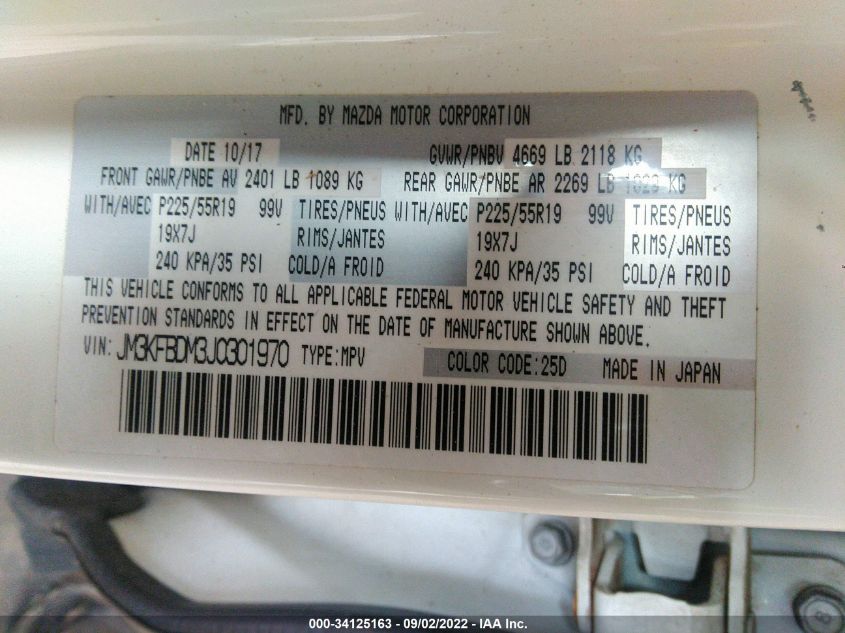 MFD. BY MAZDA MOTOR CORPORATION
DATE 10/17 GVWR/PNBV 4669 LB 2118 KG
FRONT GAWR/PNBE AV 2401 LB 1089 KG REAR GAWR/PNBE AR 2269 LB 1029 KG
WITH/AVEC P225/55R19 99V TIRES/PNEUS WITH/AVEC P225/55R19 99V TIRES/PNEUS
19X7J RIMS/JANTES 19X7J RIMS/JANTES
240 KPA/35 PSI COLD/A FROID 240 KPA/35 PSI COLD/A FROID
THIS VEHICLE CONFORMS TO ALL APPLICABLE FEDERAL MOTOR VEHICLE SAFETY AND THEFT
PREVENTION STANDARDS IN EFFECT ON THE DATE OF MANUFACTURE SHOWN ABOVE.
VIN: JM3KFBDM3J0301970 TYPE:MPV COLOR CODE:25D MADE IN JAPAN
000-34125163 - 09/02/2022 - IAA Inc.